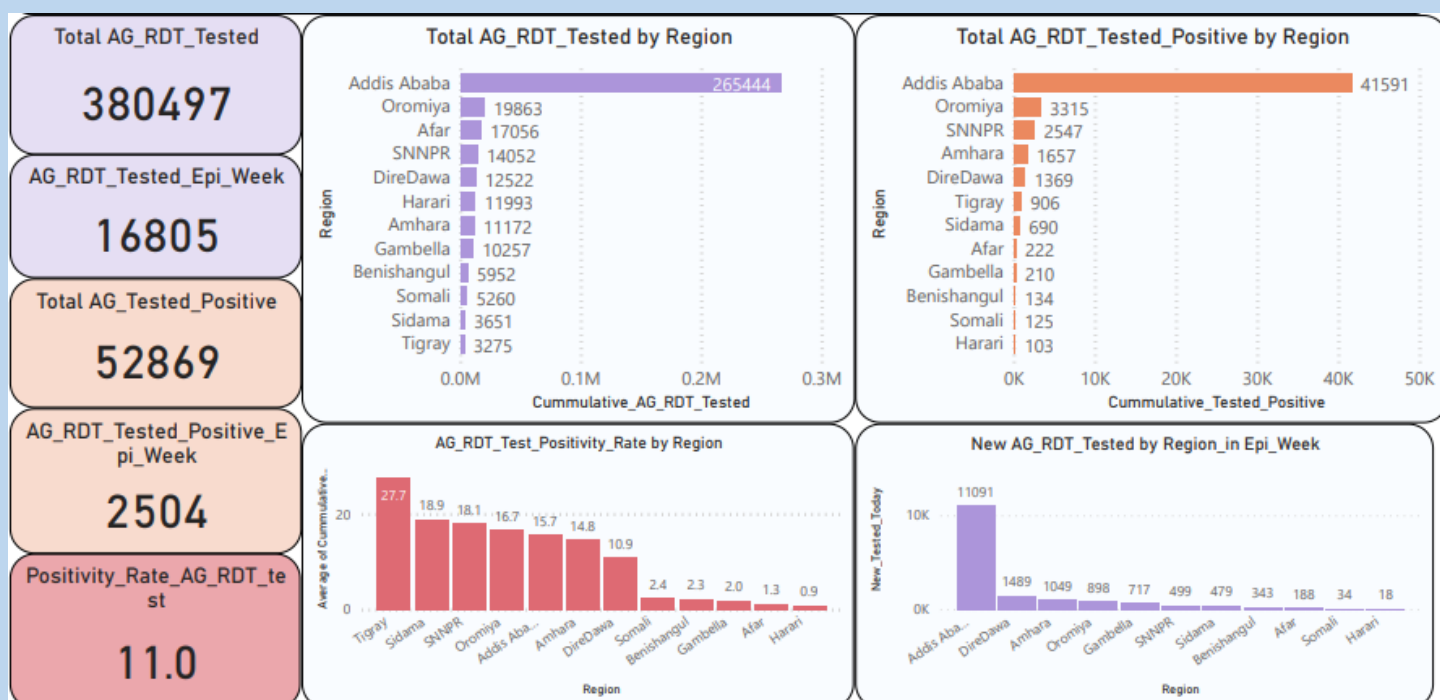 Total AG_RDT_Tested
380497
AG_RDT_Tested_Epi_Week
16805
Total AG_Tested_Positive
52869
AG_RDT_Tested_Positive_E
pi_Week
2504
Positivity_Rate_AG_RDT_te
st
11.0
Total AG_RDT_Tested by Region
Region
Addis Ababa 265444
Oromiya 19863
Afar 17056
SNNPR 14052
DireDawa 12522
Harari 11993
Amhara 11172
Gambella 10257
Benishangul 5952
Somali 5260
Sidama 3651
Tigray 3275
0.0M 0.1M 0.2M 0.3M
Cummulative_AG_RDT_Tested
Total AG_RDT_Tested_Positive by Region
Region
Addis Ababa 41591
Oromiya 3315
SNNPR 2547
Amhara 1657
DireDawa 1369
Tigray 906
Sidama 690
Afar 222
Gambella 210
Benishangul 134
Somali 125
Harari 103
0K 10K 20K 30K 40K 50K
Cummulative_Tested_Positive
AG_RDT_Test_Positivity_Rate by Region
Average of Cummulative...
20
0
27.7 18.9 18.1 16.7 15.7 14.8 10.9 2.4 2.3 2.0 1.3 0.9
Tigray Sidama SNNPR Oromiya Addis Aba... Amhara DireDawa Somali Benishangul Gambella Afar Harari
Region
New AG_RDT_Tested by Region_in Epi_Week
New_Tested_Today
10K
0K
11091 1489 1049 898 717 499 479 343 188 34 18
Addis Aba... DireDawa Amhara Oromiya Gambella SNNPR Sidama Benishangul Afar Somali Harari
Region